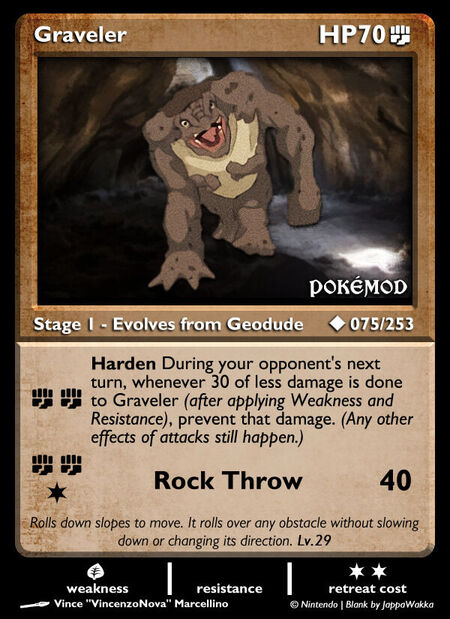 Graveler HP70
POKÉMOD
Stage 1 - Evolves from Geodude 075/253
Harden During your opponent's next
turn, whenever 30 of less damage is done
to Graveler (after applying Weakness and
Resistance), prevent that damage. (Any other
effects of attacks still happen.)
Rock Throw 40
Rolls down slopes to move. It rolls over any obstacle without slowing
down or changing its direction. Lv.29
weakness resistance retreat cost
Vince "VincenzoNova" Marcellino © Nintendo | Blank by JappaWakka